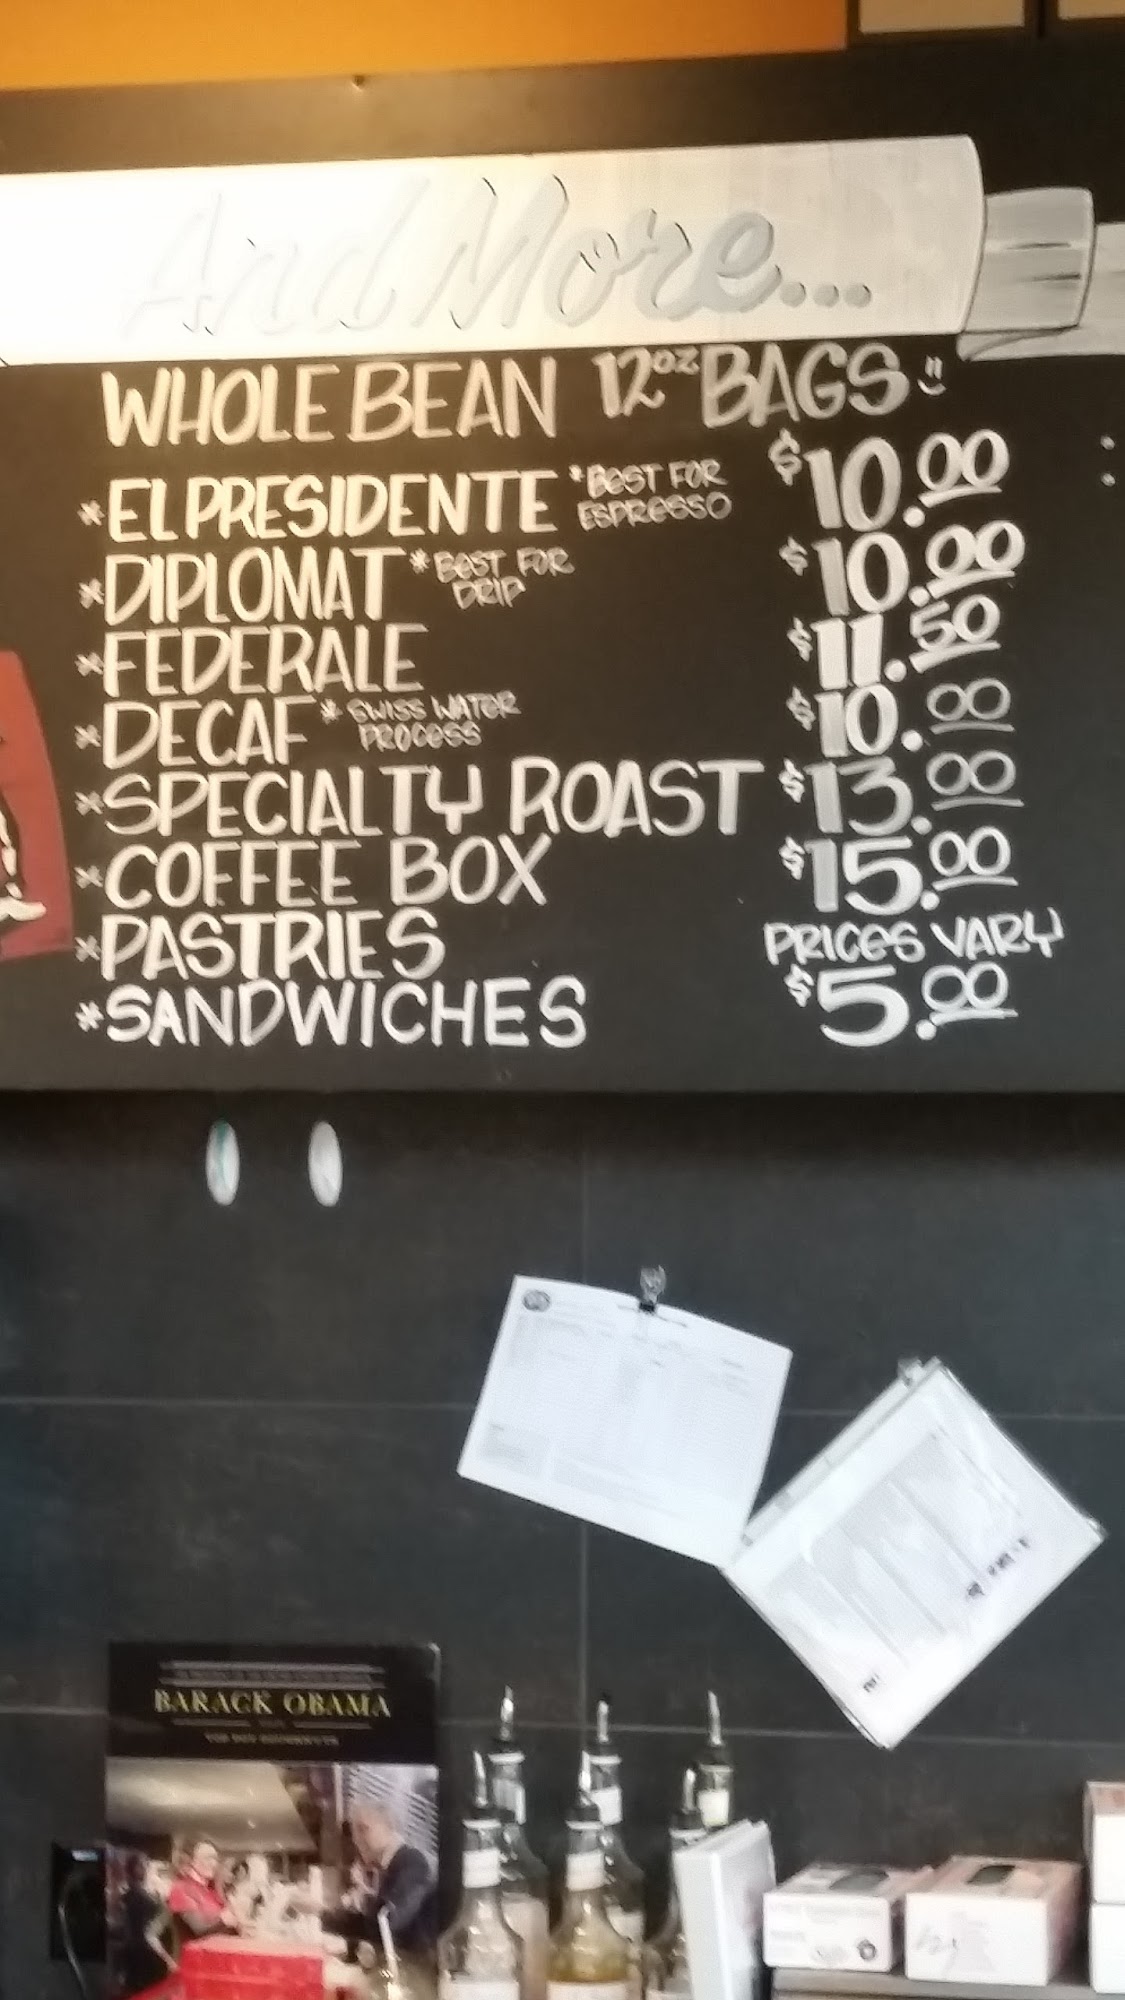 And More...
WHOLE BEAN 12oz BAGS
*EL PRESIDENTE *BEST FOR ESPRESSO $10.00
*DIPLOMAT *BEST FOR DRIP $10.00
*FEDERALE $11.50
*DECAF *SWISS WATER PROCESS $10.00
*SPECIALTY ROAST $13.00
*COFFEE BOX $15.00
*PASTRIES PRICES VARY
*SANDWICHES $5.00
BARACK OBAMA